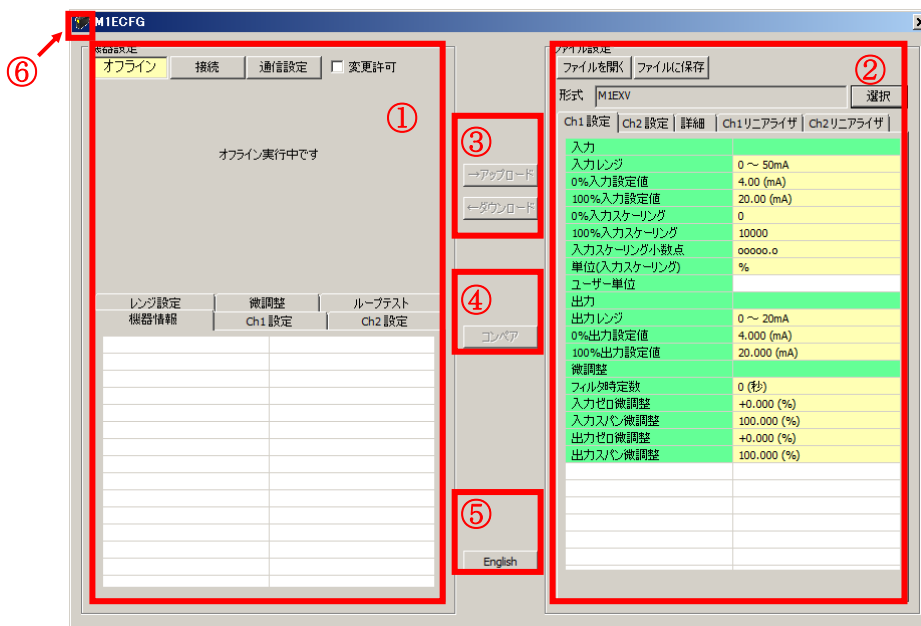 M1ECFG
⑥
機器設定
オフライン 接続 通信設定 変更許可
①
オフライン実行中です
レンジ設定 微調整 ループテスト
機器情報 Ch1設定 Ch2設定
③
→アップロード
←ダウンロード
④
コンペア
⑤
English
ファイル設定
ファイルを開く ファイルに保存
②
形式 M1EXV 選択
Ch1設定 Ch2設定 詳細 Ch1リニアライザ Ch2リニアライザ
入力
入力レンジ 0 ～ 50mA
0%入力設定値 4.00 (mA)
100%入力設定値 20.00 (mA)
0%入力スケーリング 0
100%入力スケーリング 10000
入力スケーリング小数点 ooooo.o
単位(入力スケーリング) %
ユーザー単位
出力
出力レンジ 0 ～ 20mA
0%出力設定値 4.000 (mA)
100%出力設定値 20.000 (mA)
微調整
フィルタ時定数 0 (秒)
入力ゼロ微調整 +0.000 (%)
入力スパン微調整 100.000 (%)
出力ゼロ微調整 +0.000 (%)
出力スパン微調整 100.000 (%)